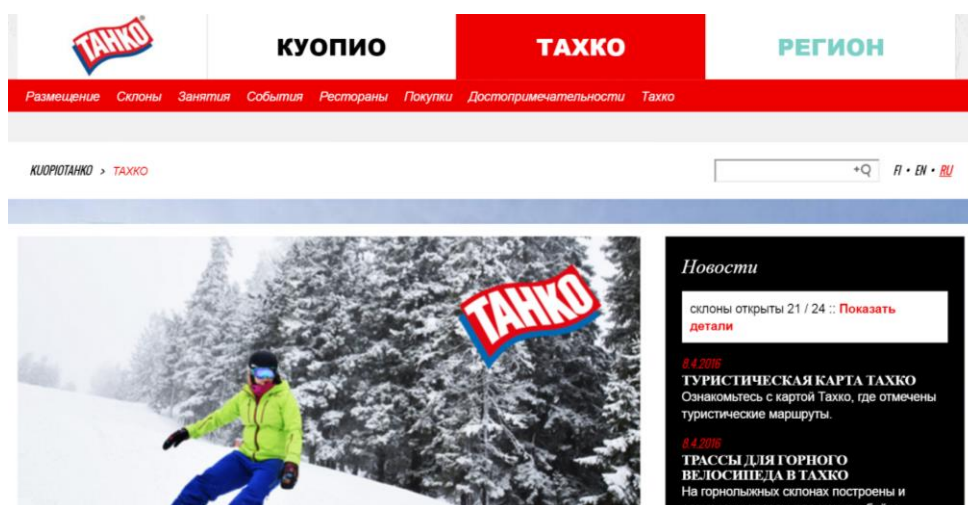 TAHKO®
КУОПИО
ТАХКО
РЕГИОН
Размещение Склоны Занятия События Рестораны Покупки Достопримечательности Тахко
KUOPIOTAHKO > ТАХКО
+Q FI • EN • RU
TAHKO
Новости
склоны открыты 21 / 24 :: Показать
детали
8.4.2016
ТУРИСТИЧЕСКАЯ КАРТА ТАХКО
Ознакомьтесь с картой Тахко, где отмечены
туристические маршруты.
8.4.2016
ТРАССЫ ДЛЯ ГОРНОГО
ВЕЛОСИПЕДА В ТАХКО
На горнолыжных склонах построены и